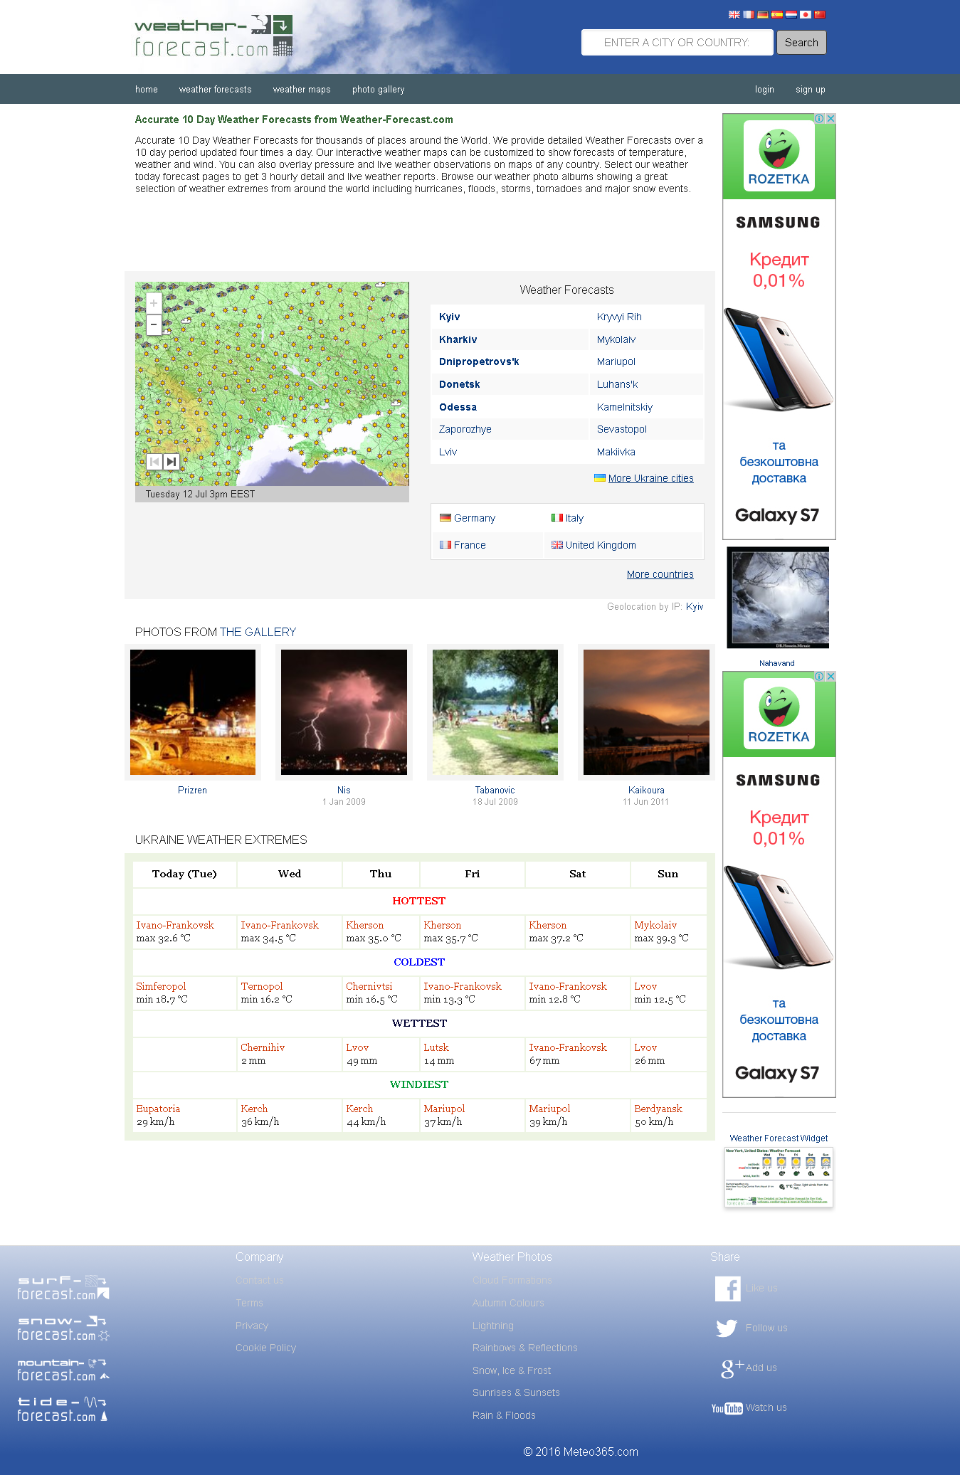 weather-
forecast.com
ENTER A CITY OR COUNTRY:
Search
home weather forecasts weather maps photo gallery login sign up
Accurate 10 Day Weather Forecasts from Weather-Forecast.com
Accurate 10 Day Weather Forecasts for thousands of places around the World. We provide detailed Weather Forecasts over a
10 day period updated four times a day. Our interactive weather maps can be customized to show forecasts of temperature,
weather and wind. You can also overlay pressure and live weather observations on maps of any country. Select our weather
today forecast pages to get 3 hourly detail and live weather reports. Browse our weather photo albums showing a great
selection of weather extremes from around the world including hurricanes, floods, storms, tornadoes and major snow events.
Tuesday 12 Jul 3pm EEST
Weather Forecasts
Kyiv Kryvyi Rih
Kharkiv Mykolaiv
Dnipropetrovs'k Mariupol
Donetsk Luhans'k
Odessa Kamelnitskiy
Zaporozhye Sevastopol
Lviv Makiivka
More Ukraine cities
Germany Italy
France United Kingdom
More countries
Geolocation by IP: Kyiv
PHOTOS FROM THE GALLERY
Prizren
Nis
1 Jan 2009
Tabanovic
18 Jul 2009
Kaikoura
11 Jun 2011
UKRAINE WEATHER EXTREMES
Today (Tue) Wed Thu Fri Sat Sun
HOTTEST
Ivano-Frankovsk Ivano-Frankovsk Kherson Kherson Kherson Mykolaiv
max 32.6 °C max 34.5 °C max 35.0 °C max 35.7 °C max 37.2 °C max 39.3 °C
COLDEST
Simferopol Ternopol Chernivtsi Ivano-Frankovsk Ivano-Frankovsk Lvov
min 18.7 °C min 16.2 °C min 16.5 °C min 13.3 °C min 12.8 °C min 12.5 °C
WETTEST
Chernihiv Lvov Lutsk Ivano-Frankovsk Lvov
2 mm 49 mm 14 mm 67 mm 26 mm
WINDIEST
Eupatoria Kerch Kerch Mariupol Mariupol Berdyansk
29 km/h 36 km/h 44 km/h 37 km/h 39 km/h 50 km/h
ROZETKA
SAMSUNG
Кредит
0,01%
та
безкоштовна
доставка
Galaxy S7
Nahavand
ROZETKA
SAMSUNG
Кредит
0,01%
та
безкоштовна
доставка
Galaxy S7
Weather Forecast Widget
surf-
forecast.com
snow-
forecast.com
mountain-
forecast.com
tide-
forecast.com
Company
Contact us
Terms
Privacy
Cookie Policy
Weather Photos
Cloud Formations
Autumn Colours
Lightning
Rainbows & Reflections
Snow, Ice & Frost
Sunrises & Sunsets
Rain & Floods
Share
Like us
Follow us
Add us
YouTube Watch us
© 2016 Meteo365.com